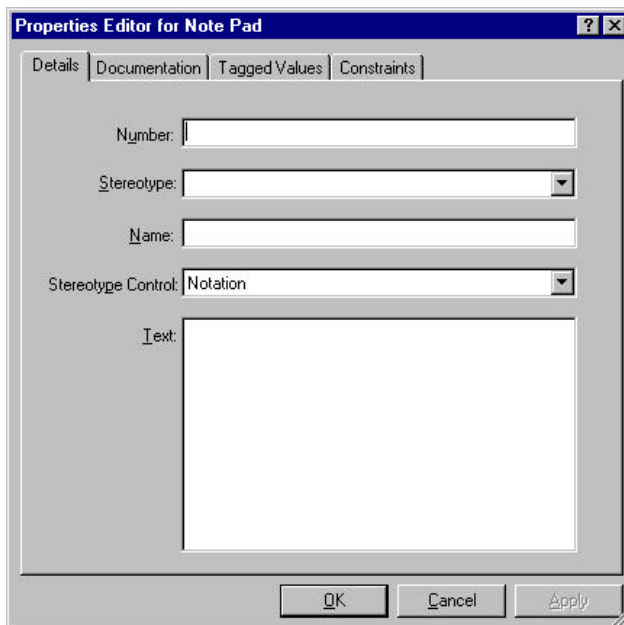 Properties Editor for Note Pad ? X
Details Documentation Tagged Values Constraints
Number:
Stereotype:
Name:
Stereotype Control: Notation
Text:
OK Cancel Apply